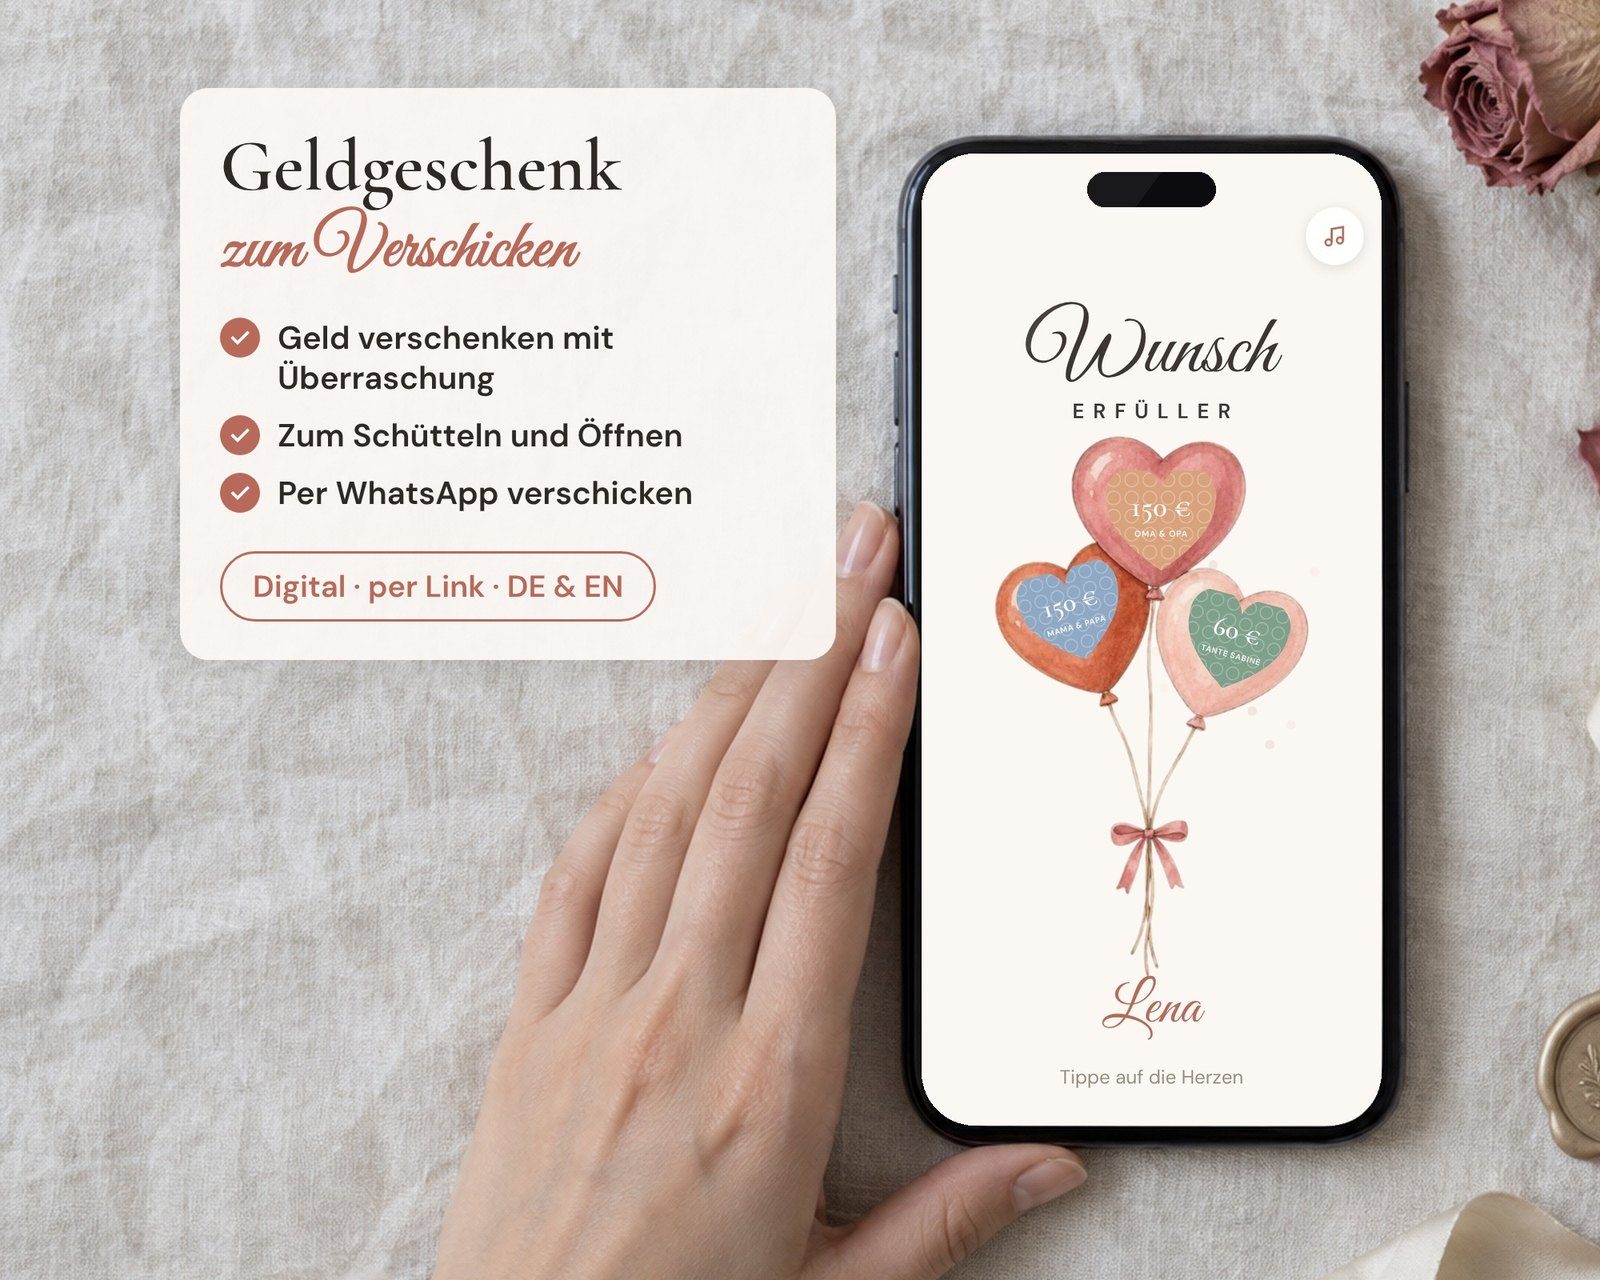 Geldgeschenk
zum Verschicken
Geld verschenken mit
Überraschung
Zum Schütteln und Öffnen
Per WhatsApp verschicken
Digital · per Link · DE & EN
Wunsch
ERFÜLLER
150 €
OMA & OPA
150 €
MAMA & PAPA
60 €
TANTE SABINE
Lena
Tippe auf die Herzen